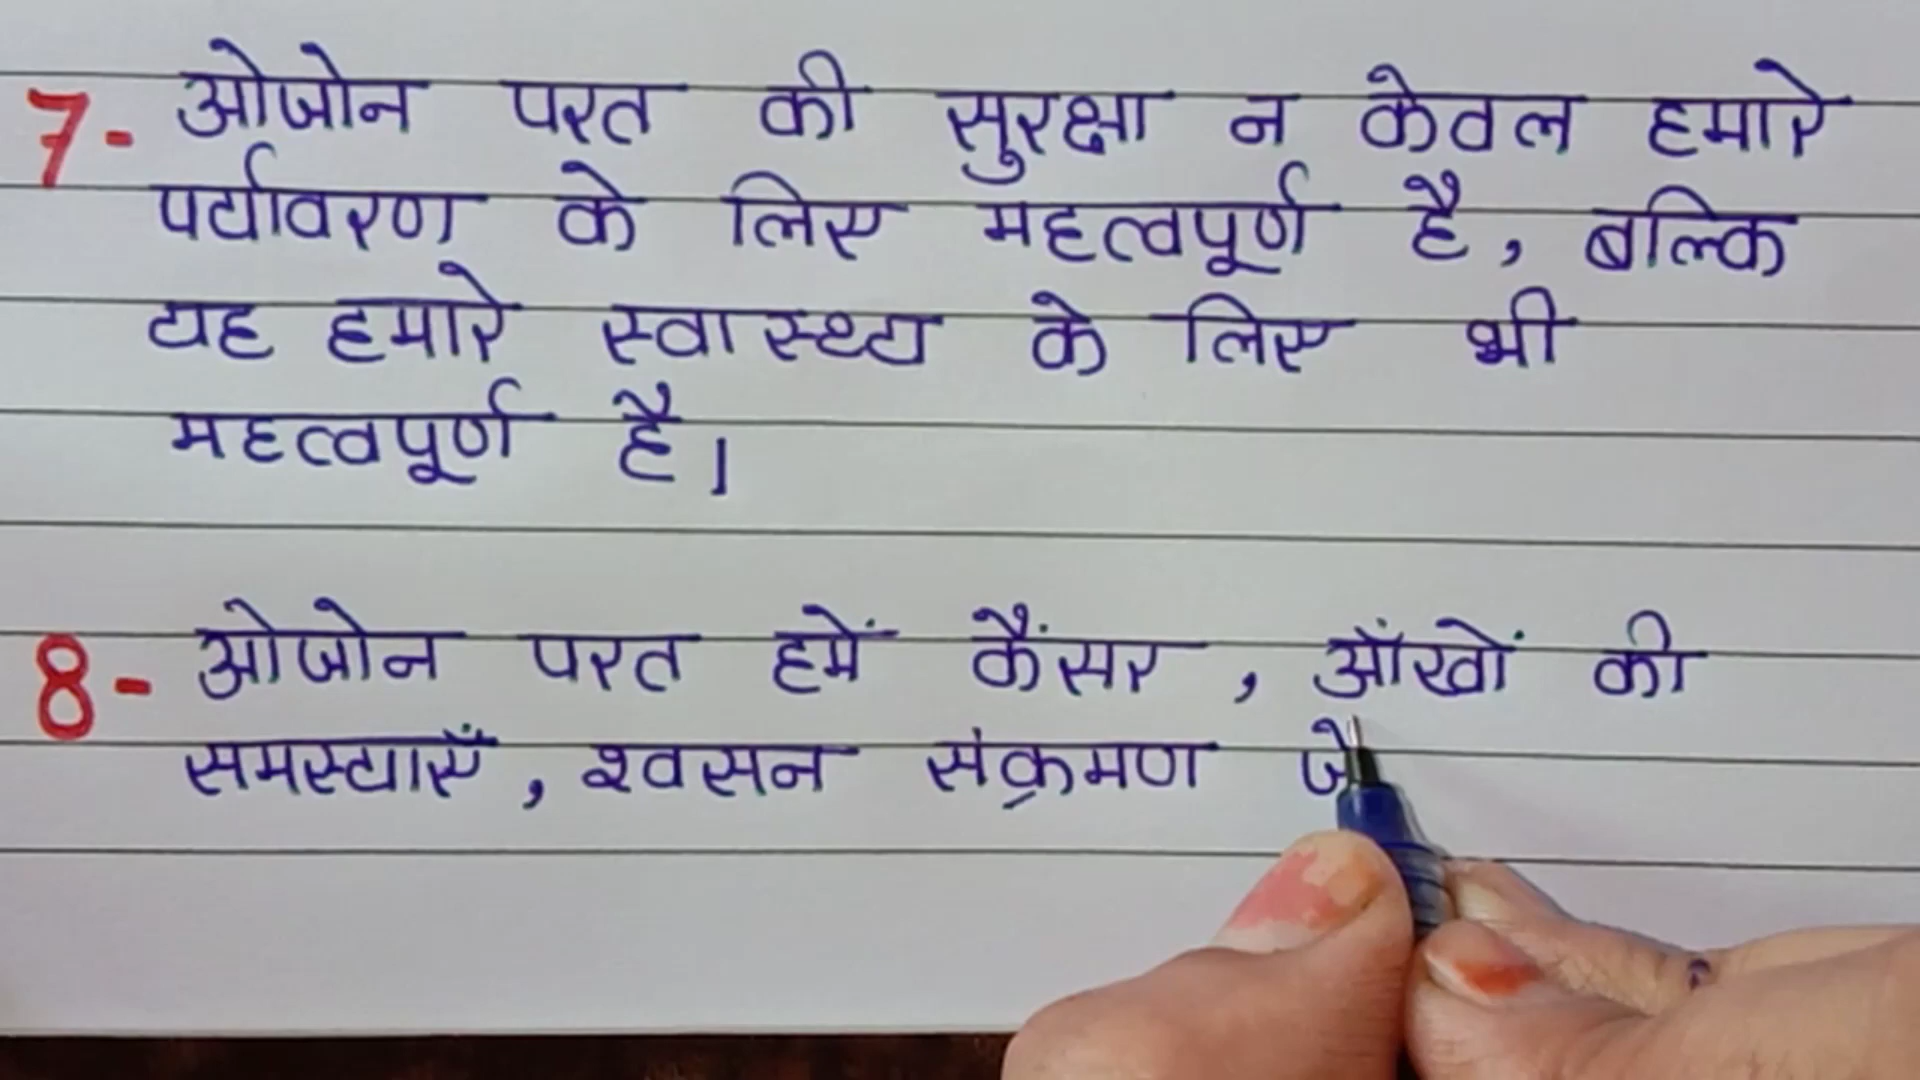 7- ओजोन परत की सुरक्षा न केवल हमारे
पर्यावरण के लिए महत्वपूर्ण है, बल्कि
यह हमारे स्वास्थ्य के लिए भी
महत्वपूर्ण है।
8- ओजोन परत हमें कैंसर, आँखों की
समस्याएँ, श्वसन संक्रमण